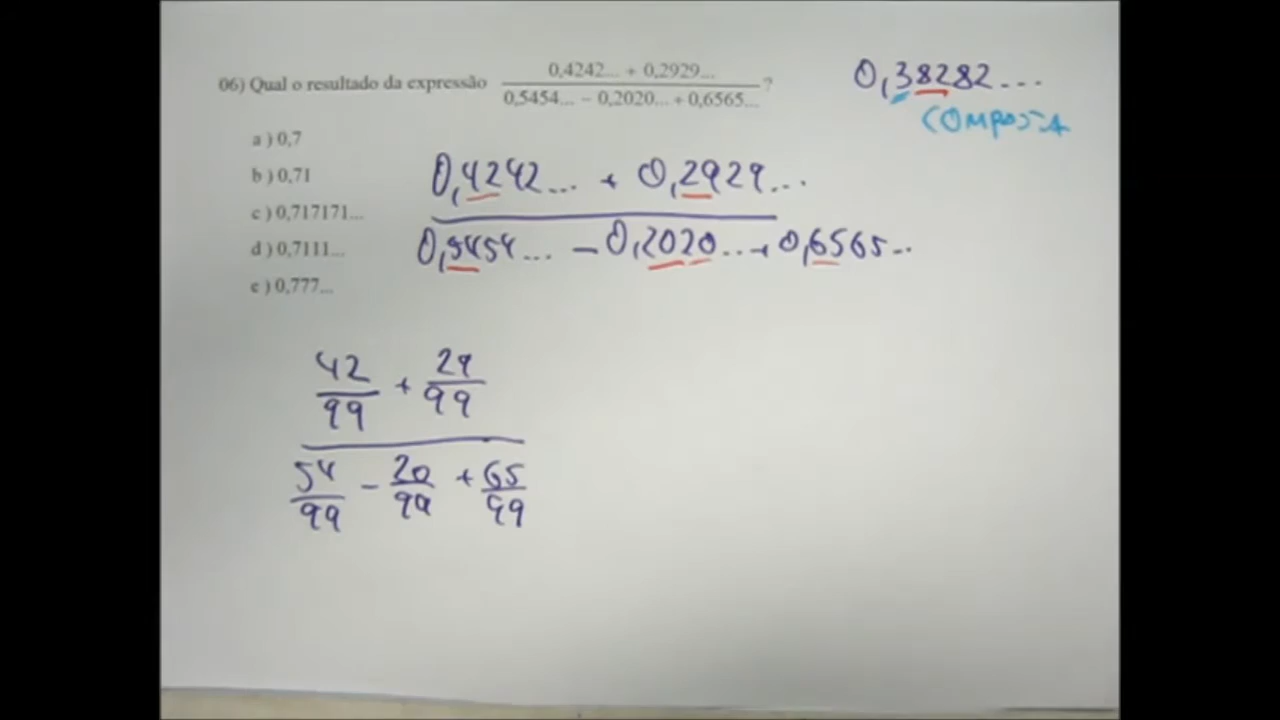 06) Qual o resultado da expressão
0,4242... + 0,2929...
0,5454... – 0,2020... + 0,6565...
?
0,38282...
COMPOSTA
a ) 0,7
b ) 0,71
c ) 0,717171...
d ) 0,7111...
e ) 0,777...
0,4242... + 0,2929...
0,5454... - 0,2020... + 0,6565...
42/99 + 29/99
54/99 - 20/99 + 65/99